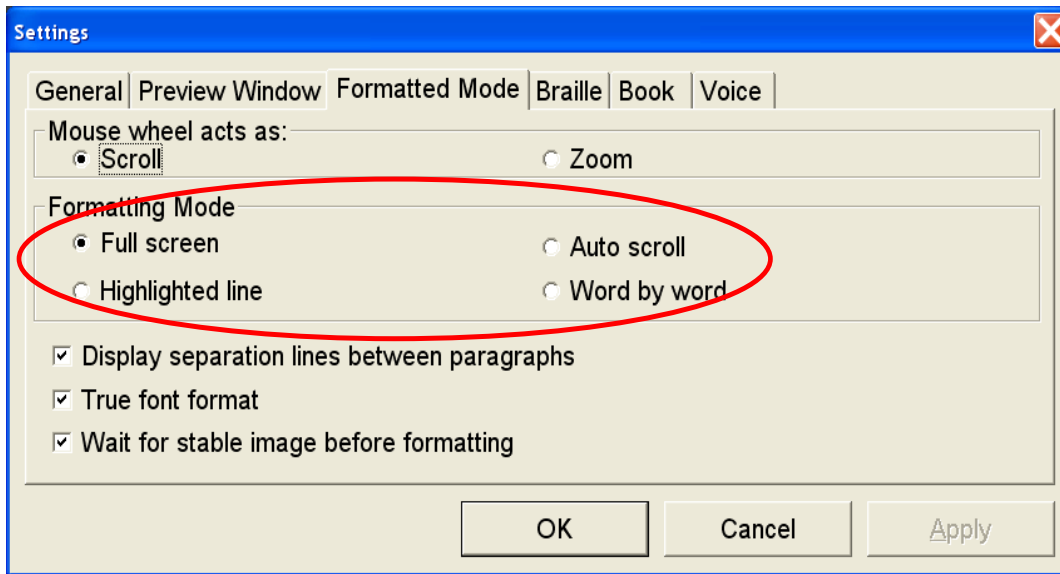 Settings
General Preview Window Formatted Mode Braille Book Voice
Mouse wheel acts as:
Scroll Zoom
Formatting Mode
Full screen Auto scroll
Highlighted line Word by word
Display separation lines between paragraphs
True font format
Wait for stable image before formatting
OK Cancel Apply